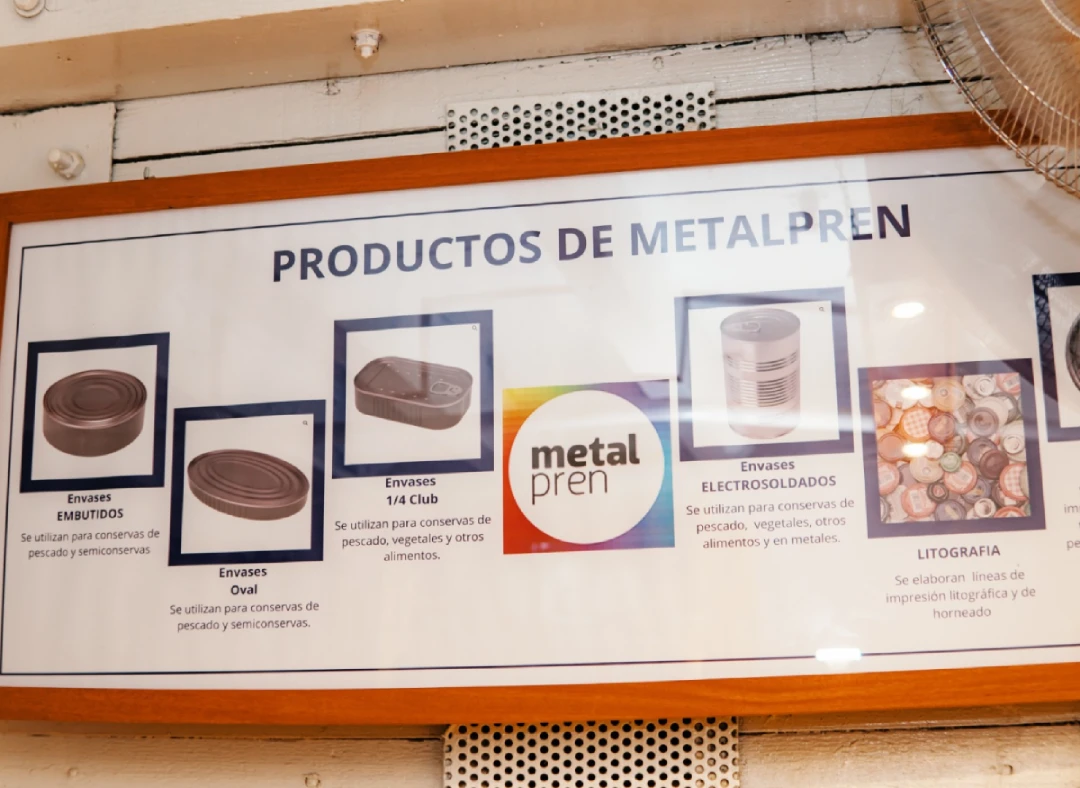 PRODUCTOS DE METALPREN
Envases
EMBUTIDOS
Se utilizan para conservas de
pescado y semiconservas
Envases
Oval
Se utilizan para conservas de
pescado y semiconservas.
Envases
1/4 Club
Se utilizan para conservas de
pescado, vegetales y otros
alimentos.
metal
pren
Envases
ELECTROSOLDADOS
Se utilizan para conservas de
pescado, vegetales, otros
alimentos y en metales.
LITOGRAFIA
Se elaboran líneas de
impresión litográfica y de
horneado